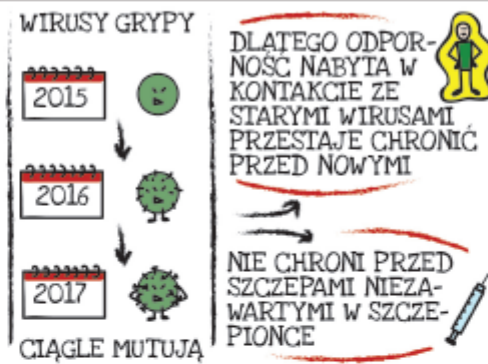 WIRUSY GRYPY
2015
2016
2017
CIĄGLE MUTUJĄ
DLATEGO ODPOR-
NOŚĆ NABYTA W
KONTAKCIE ZE
STARYMI WIRUSAMI
PRZESTAJE CHRONIĆ
PRZED NOWYMI
NIE CHRONI PRZED
SZCZEPAMI NIEZA-
WARTYMI W SZCZE-
PIONCE